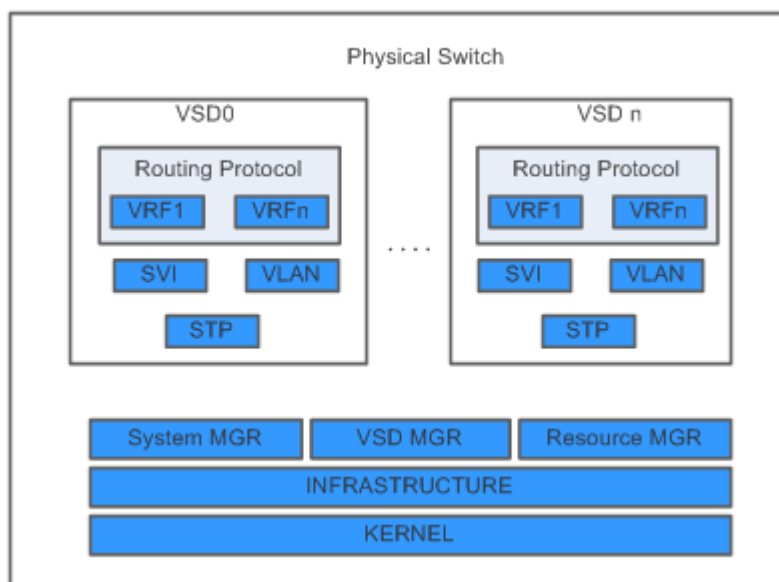 Physical Switch
VSD0
Routing Protocol
VRF1 VRFn
SVI VLAN
STP
. . . .
VSD n
Routing Protocol
VRF1 VRFn
SVI VLAN
STP
System MGR VSD MGR Resource MGR
INFRASTRUCTURE
KERNEL